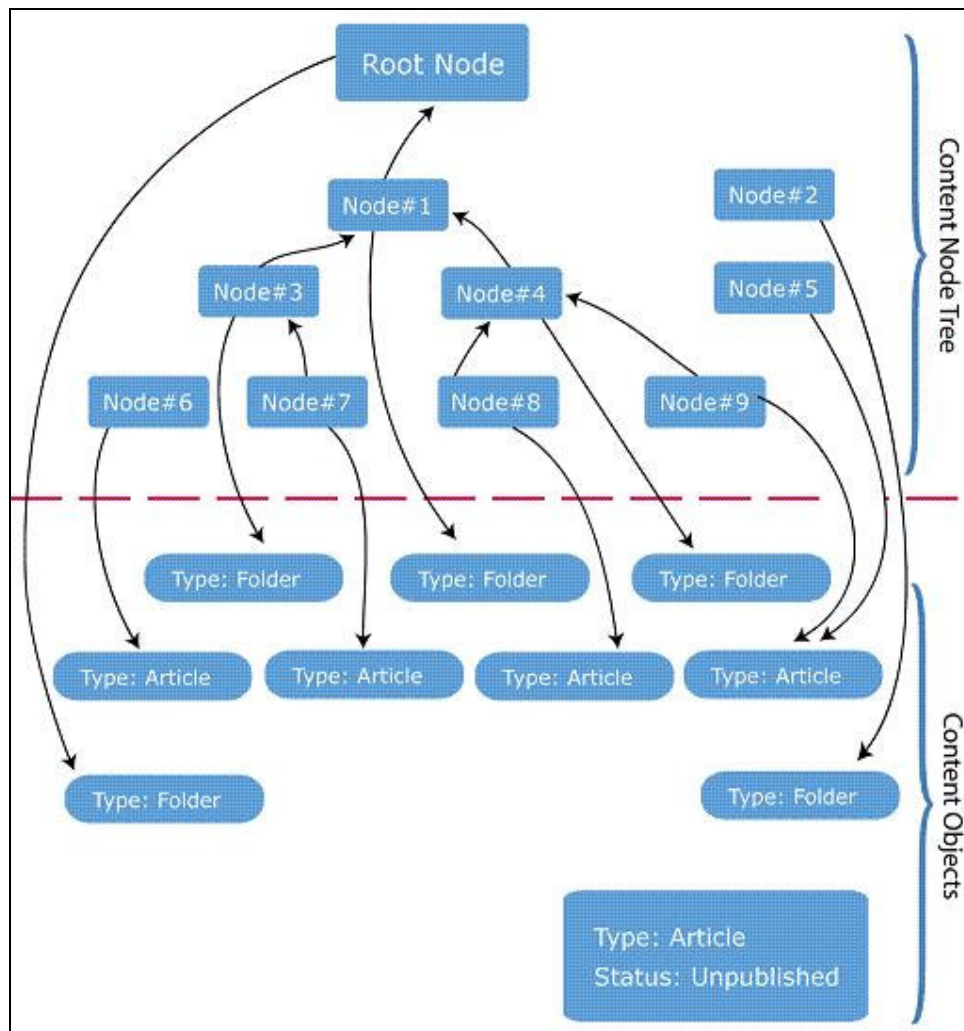 Root Node
Node#1
Node#2
Node#3
Node#4
Node#5
Node#6
Node#7
Node#8
Node#9
Content Node Tree
Type: Folder
Type: Folder
Type: Folder
Type: Article
Type: Article
Type: Article
Type: Article
Type: Folder
Type: Folder
Content Objects
Type: Article
Status: Unpublished